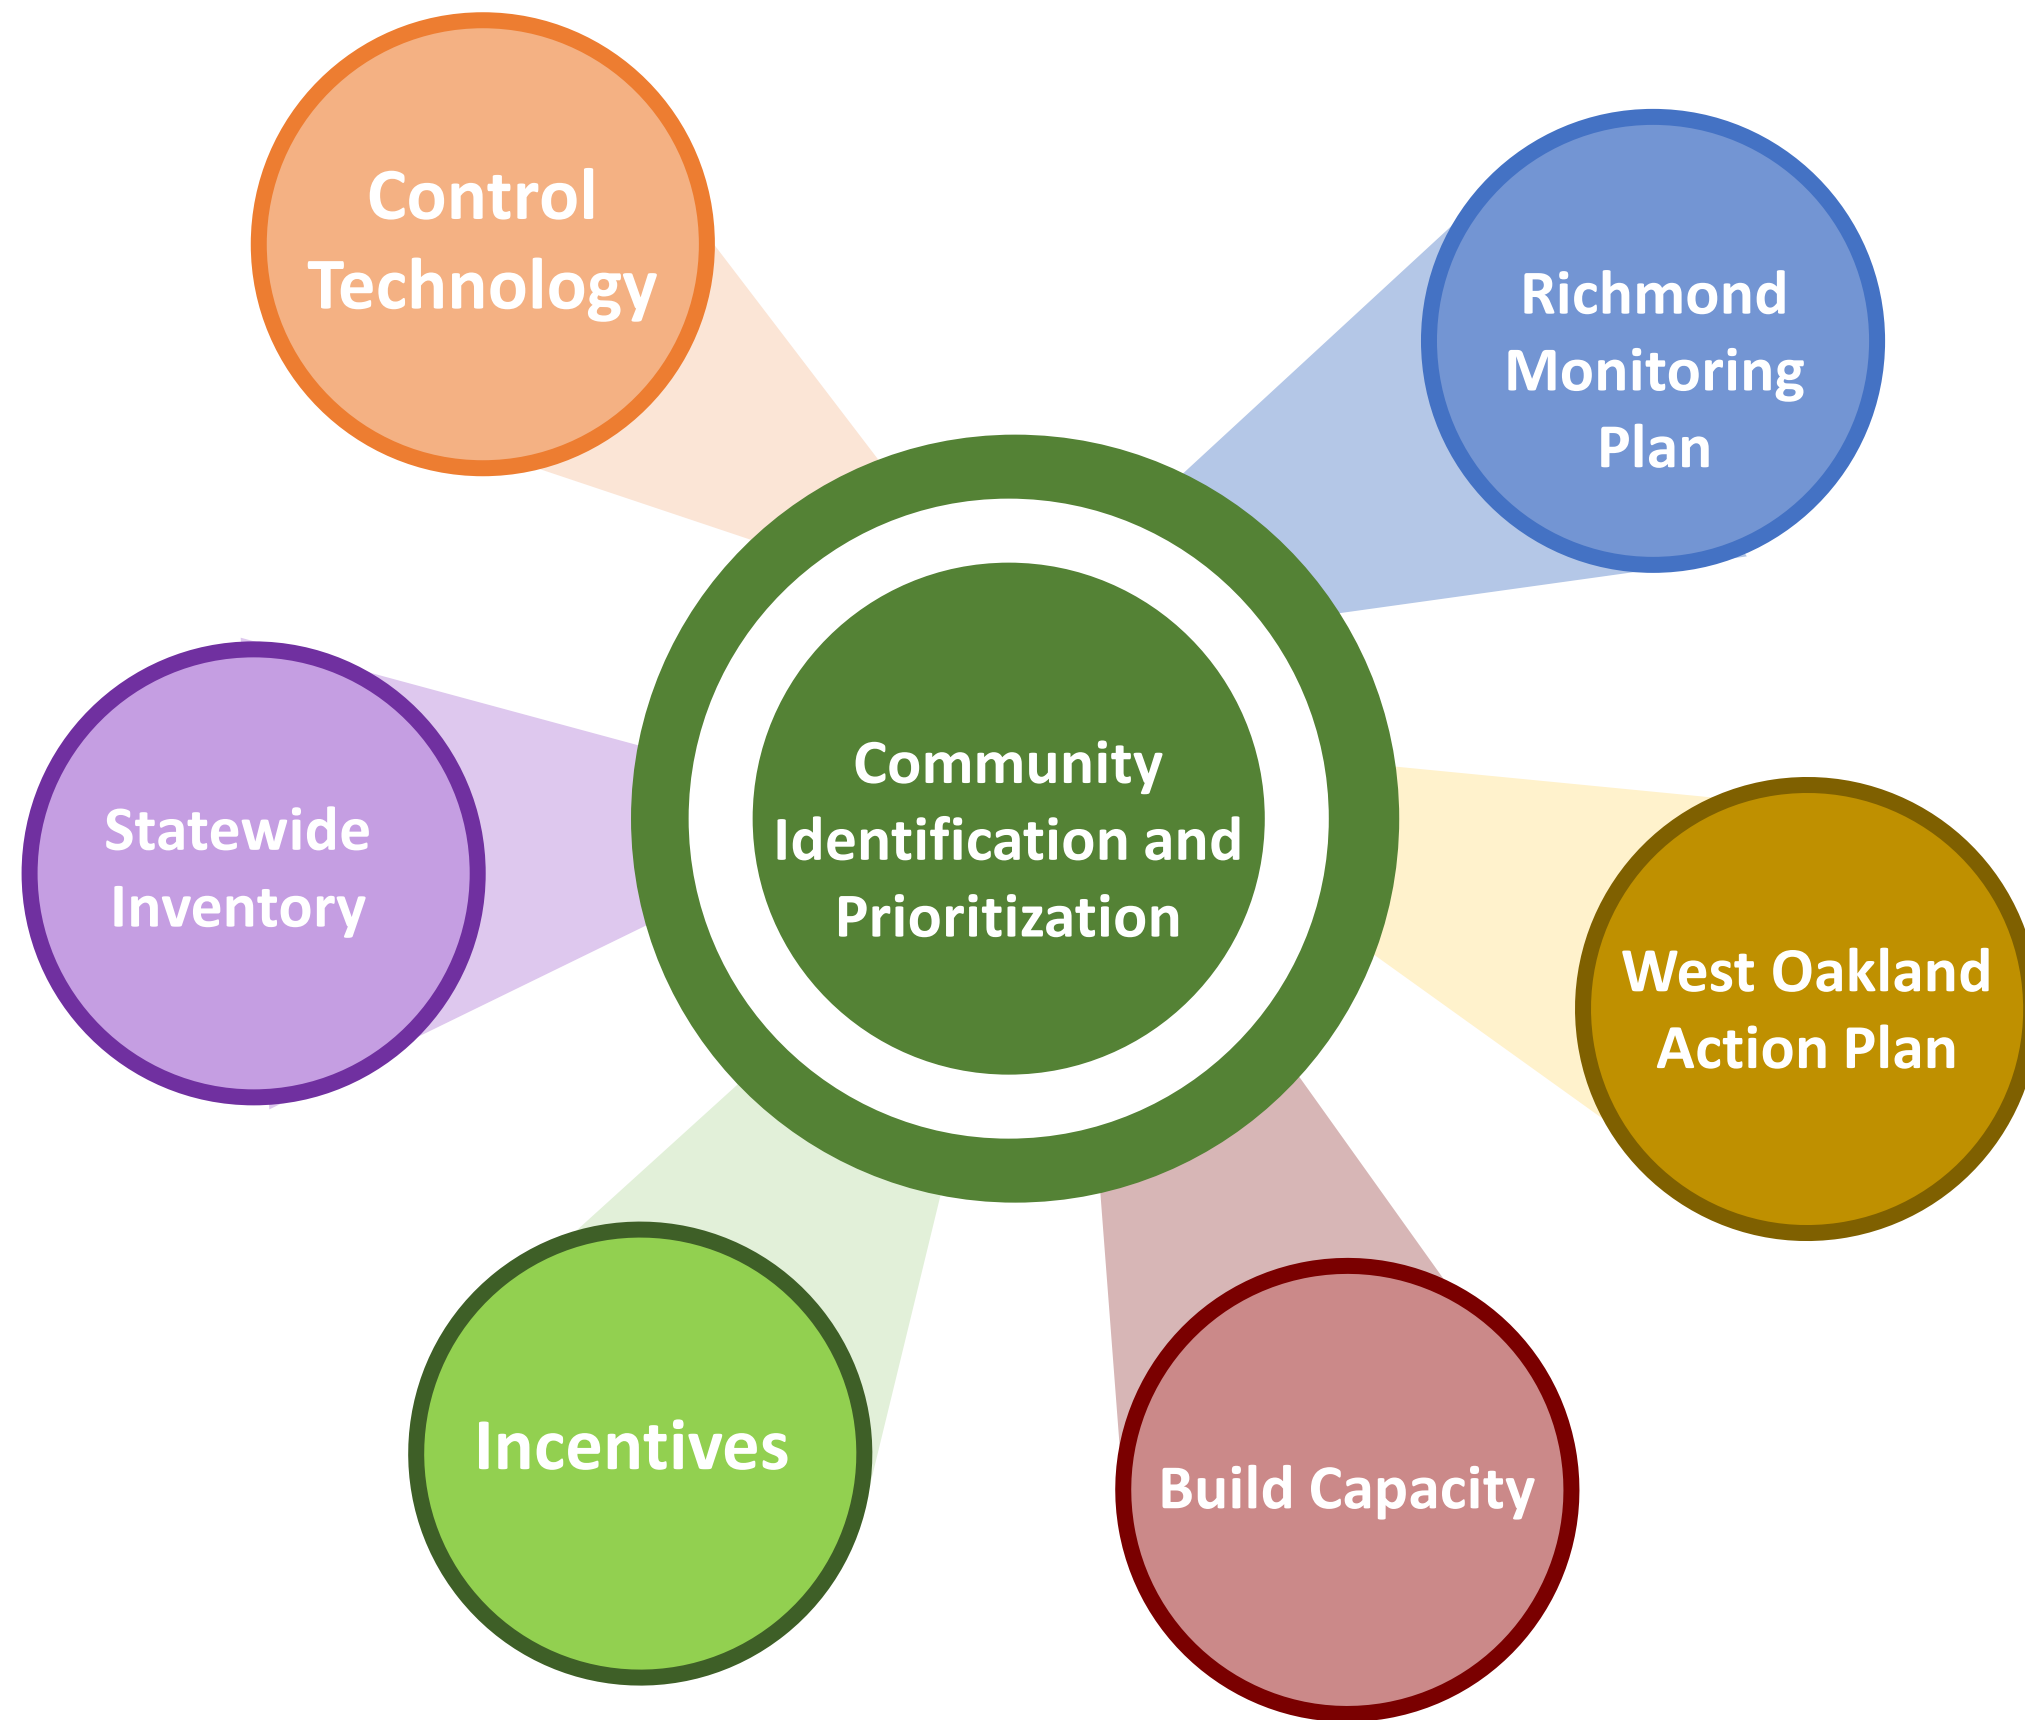 Control
Technology
Richmond
Monitoring
Plan
Community
Identification and
Prioritization
Statewide
Inventory
West Oakland
Action Plan
Incentives
Build Capacity